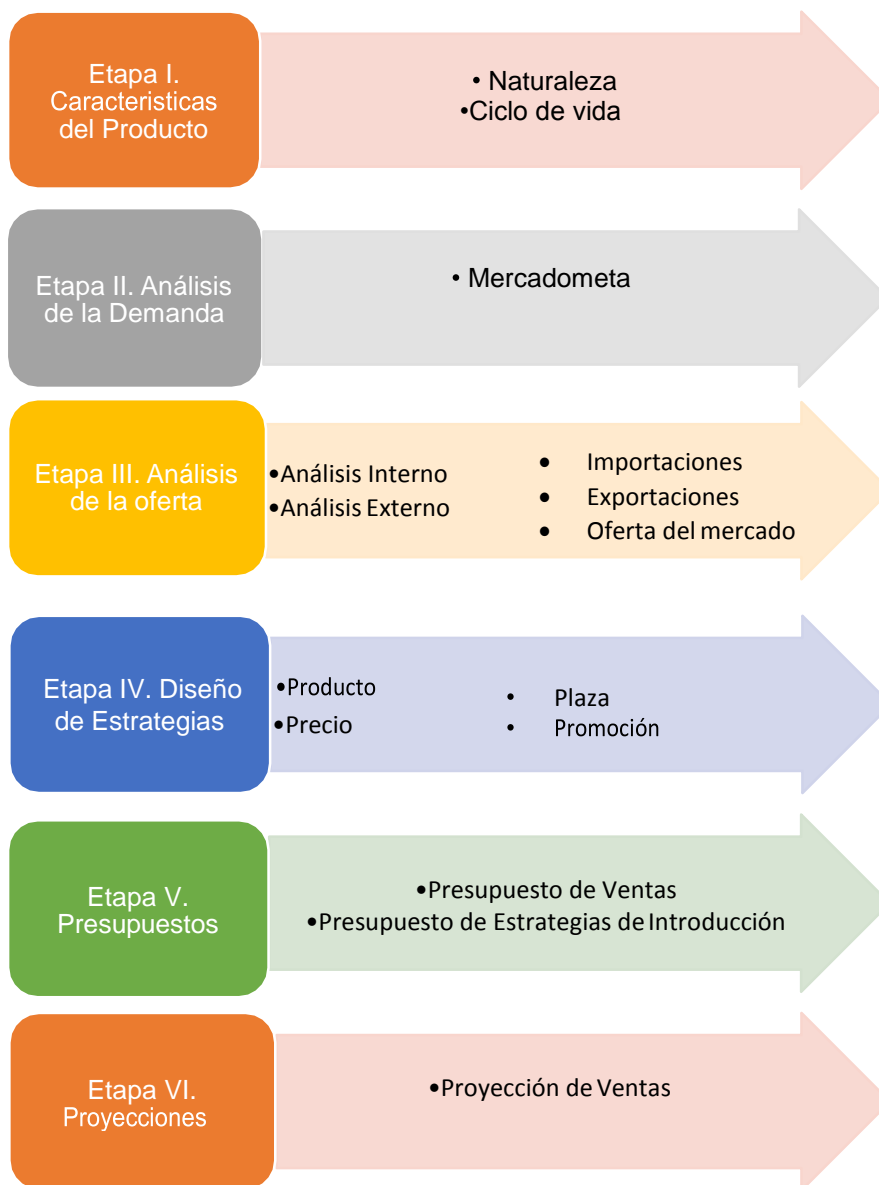 Etapa I.
Caracteristicas
del Producto
• Naturaleza
•Ciclo de vida
Etapa II. Análisis
de la Demanda
• Mercadometa
Etapa III. Análisis
de la oferta
•Análisis Interno
•Análisis Externo
• Importaciones
• Exportaciones
• Oferta del mercado
Etapa IV. Diseño
de Estrategias
•Producto
•Precio
• Plaza
• Promoción
Etapa V.
Presupuestos
•Presupuesto de Ventas
•Presupuesto de Estrategias de Introducción
Etapa VI.
Proyecciones
•Proyección de Ventas